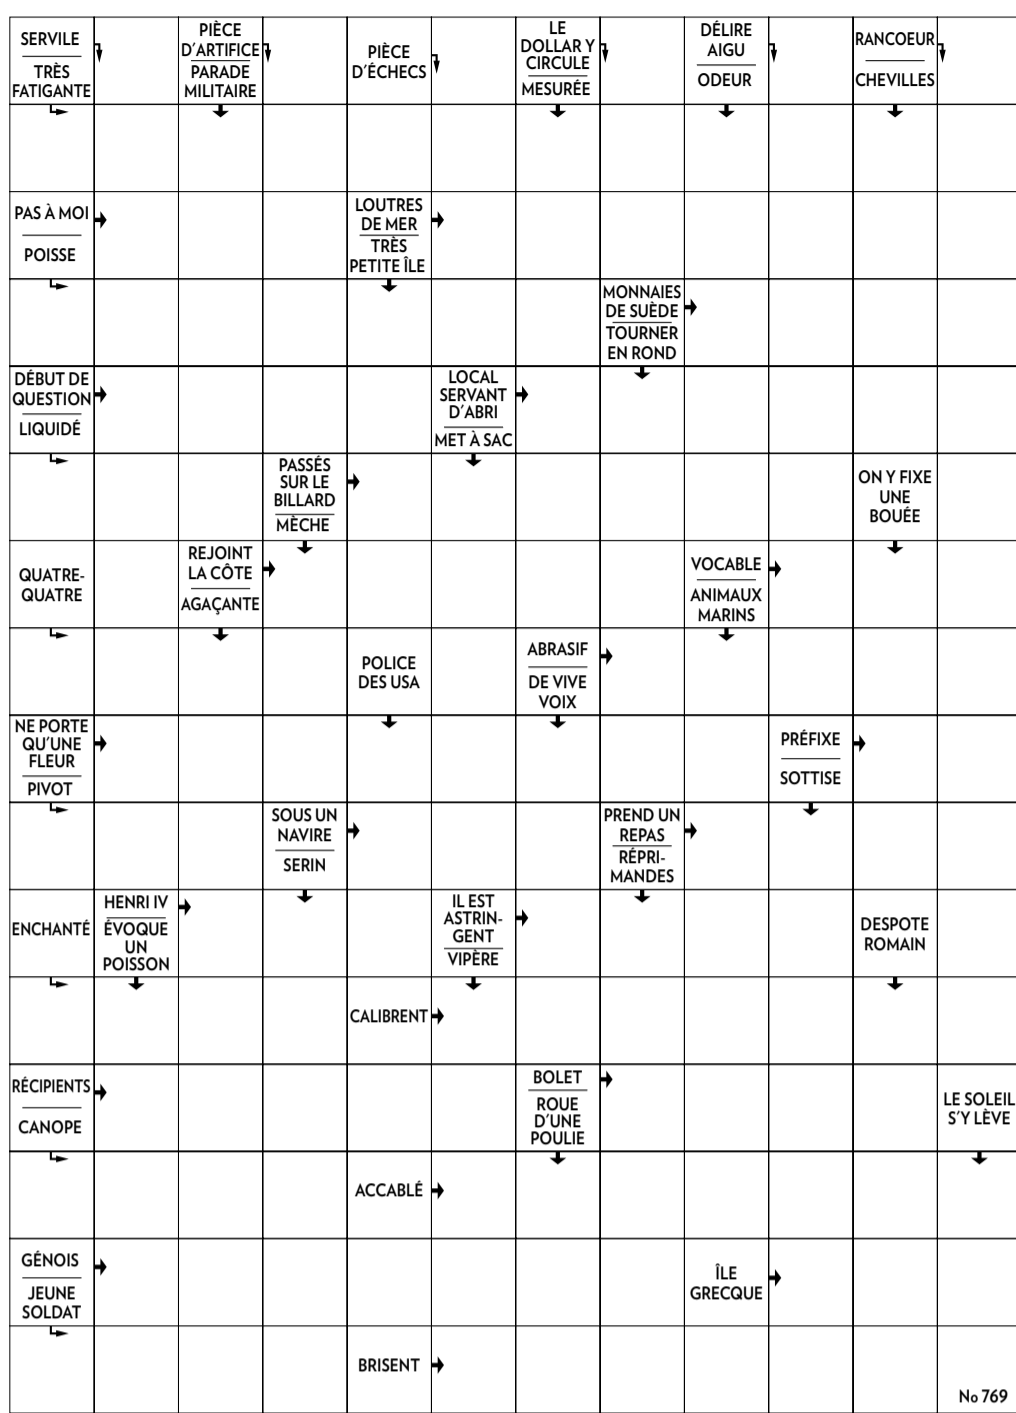 SERVILE
TRÈS
FATIGANTE
PIÈCE
D'ARTIFICE
PARADE
MILITAIRE
PIÈCE
D'ÉCHECS
LE
DOLLAR Y
CIRCULE
MESURÉE
DÉLIRE
AIGU
ODEUR
RANCOEUR
CHEVILLES
PAS À MOI
POISSE
LOUTRES
DE MER
TRÈS
PETITE ÎLE
MONNAIES
DE SUÈDE
TOURNER
EN ROND
DÉBUT DE
QUESTION
LIQUIDÉ
LOCAL
SERVANT
D'ABRI
MET À SAC
PASSÉS
SUR LE
BILLARD
MÈCHE
ON Y FIXE
UNE
BOUÉE
QUATRE-
QUATRE
REJOINT
LA CÔTE
AGAÇANTE
VOCABLE
ANIMAUX
MARINS
POLICE
DES USA
ABRASIF
DE VIVE
VOIX
NE PORTE
QU'UNE
FLEUR
PIVOT
PRÉFIXE
SOTTISE
SOUS UN
NAVIRE
SERIN
PREND UN
REPAS
RÉPRI-
MANDES
ENCHANTÉ
HENRI IV
ÉVOQUE
UN
POISSON
IL EST
ASTRIN-
GENT
VIPÈRE
DESPOTE
ROMAIN
CALIBRENT
RÉCIPIENTS
CANOPE
BOLET
ROUE
D'UNE
POULIE
LE SOLEIL
S'Y LÈVE
ACCABLÉ
GÉNOIS
JEUNE
SOLDAT
ÎLE
GRECQUE
BRISENT
No 769